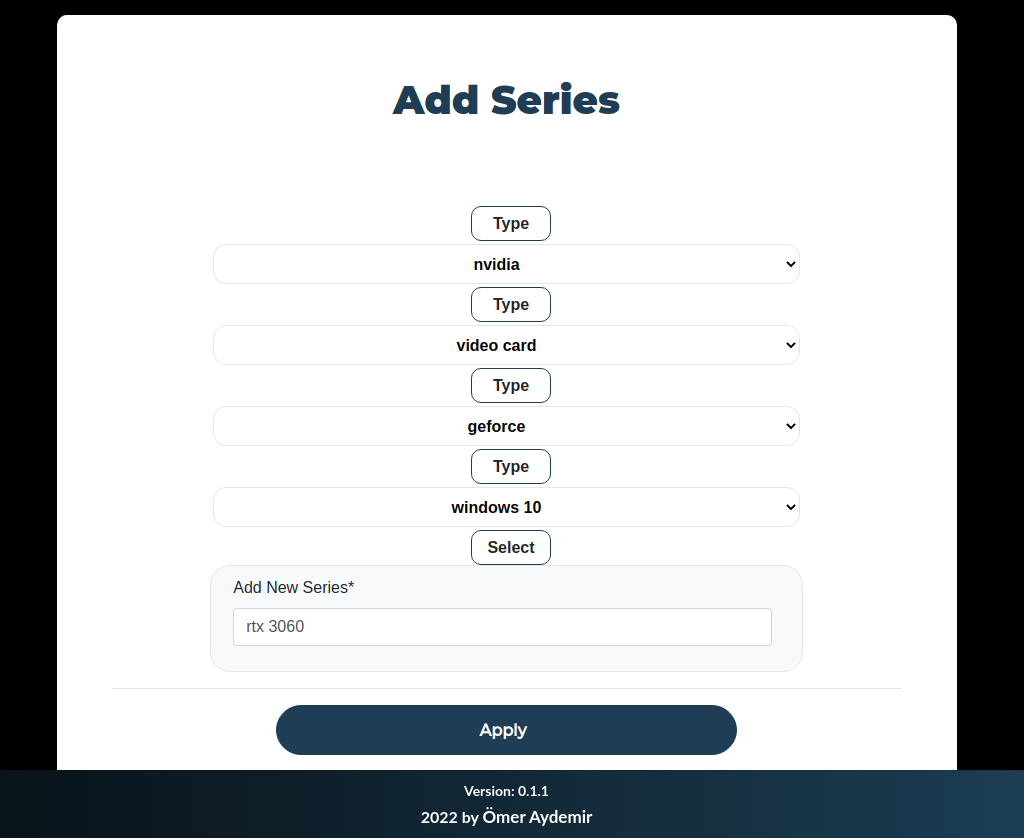 Add Series
Type
nvidia
Type
video card
Type
geforce
Type
windows 10
Select
Add New Series*
rtx 3060
Apply
Version: 0.1.1
2022 by Ömer Aydemir